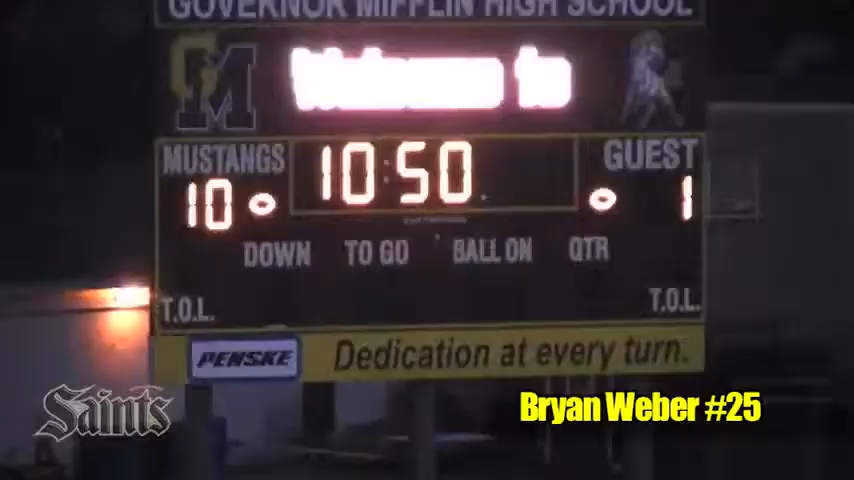 GOVERNOR MIFFLIN HIGH SCHOOL
GM
Welcome to
MUSTANGS
10:50
GUEST
10
1
DOWN
TO GO
BALL ON
QTR
T.O.L.
T.O.L.
PENSKE
Dedication at every turn.
Saints
Bryan Weber #25